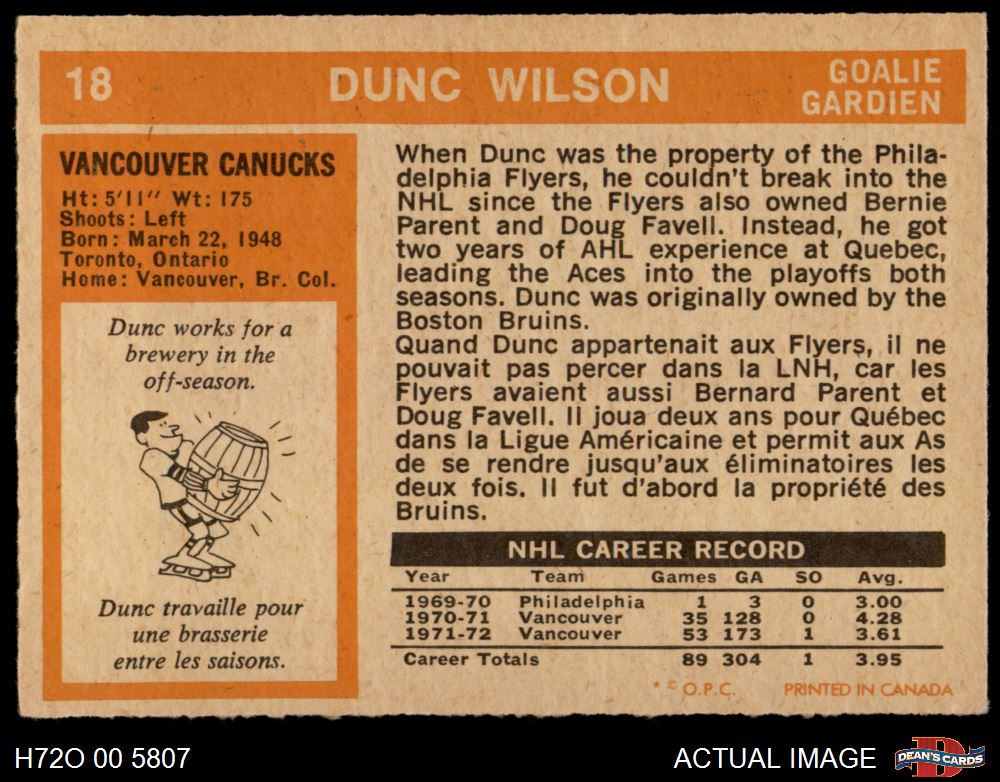 18
DUNC WILSON
GOALIE
GARDIEN
VANCOUVER CANUCKS
Ht: 5'11" Wt: 175
Shoots: Left
Born: March 22, 1948
Toronto, Ontario
Home: Vancouver, Br. Col.
Dunc works for a
brewery in the
off-season.
Dunc travaille pour
une brasserie
entre les saisons.
When Dunc was the property of the Phila-
delphia Flyers, he couldn't break into the
NHL since the Flyers also owned Bernie
Parent and Doug Favell. Instead, he got
two years of AHL experience at Quebec,
leading the Aces into the playoffs both
seasons. Dunc was originally owned by the
Boston Bruins.
Quand Dunc appartenait aux Flyers, il ne
pouvait pas percer dans la LNH, car les
Flyers avaient aussi Bernard Parent et
Doug Favell. Il joua deux ans pour Québec
dans la Ligue Américaine et permit aux As
de se rendre jusqu'aux éliminatoires les
deux fois. Il fut d'abord la propriété des
Bruins.
NHL CAREER RECORD
Year Team Games GA SO Avg.
1969-70 Philadelphia 1 3 0 3.00
1970-71 Vancouver 35 128 0 4.28
1971-72 Vancouver 53 173 1 3.61
Career Totals 89 304 1 3.95
* © O.P.C. PRINTED IN CANADA
H72O 00 5807
ACTUAL IMAGE
D
DEAN'S CARDS